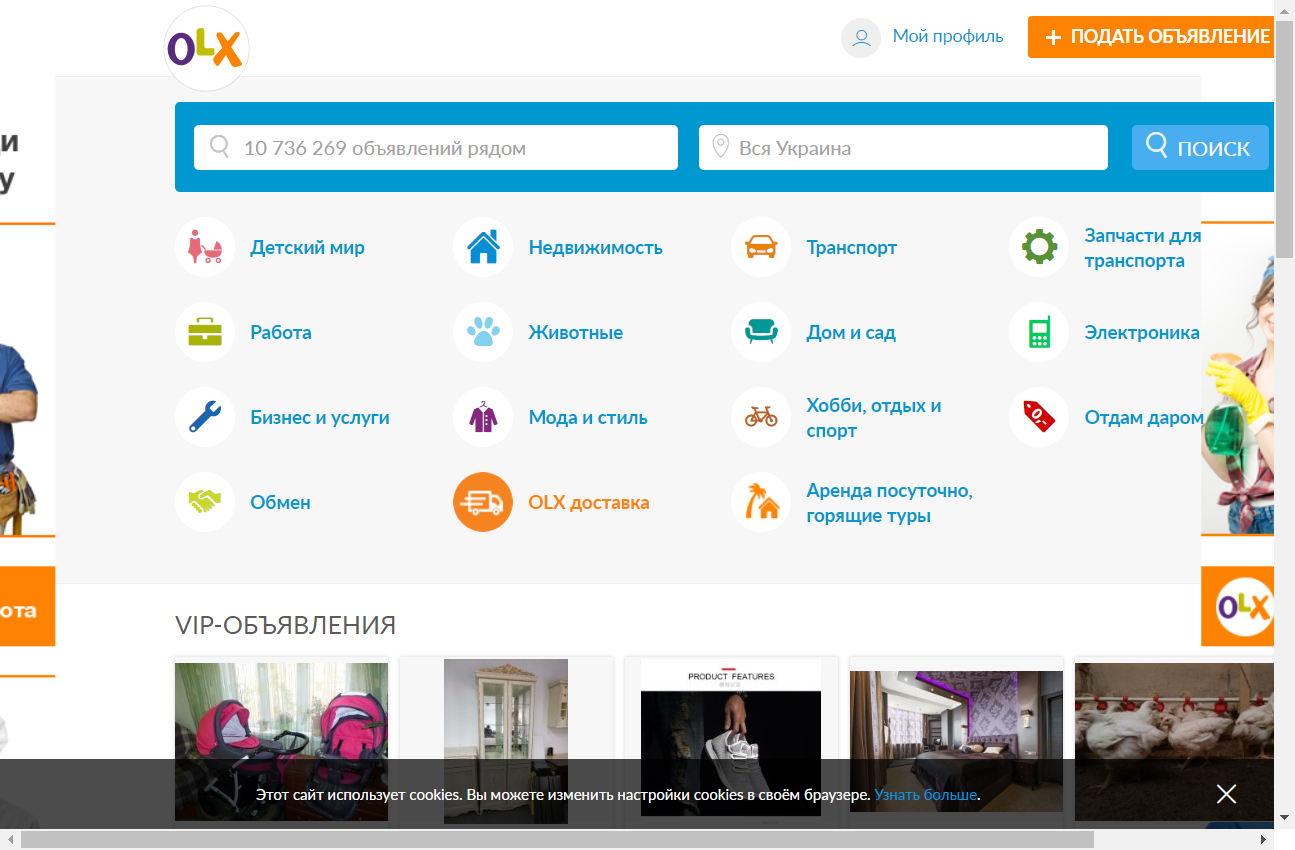 OLX
Мой профиль
+ ПОДАТЬ ОБЪЯВЛЕНИЕ
10 736 269 объявлений рядом
Вся Украина
ПОИСК
Детский мир
Недвижимость
Транспорт
Запчасти для
транспорта
Работа
Животные
Дом и сад
Электроника
Бизнес и услуги
Мода и стиль
Хобби, отдых и
спорт
Отдам даром
Обмен
OLX доставка
Аренда посуточно,
горящие туры
ота
OLX
VIP-ОБЪЯВЛЕНИЯ
PRODUCT FEATURES
Этот сайт использует cookies. Вы можете изменить настройки cookies в своём браузере. Узнать больше.